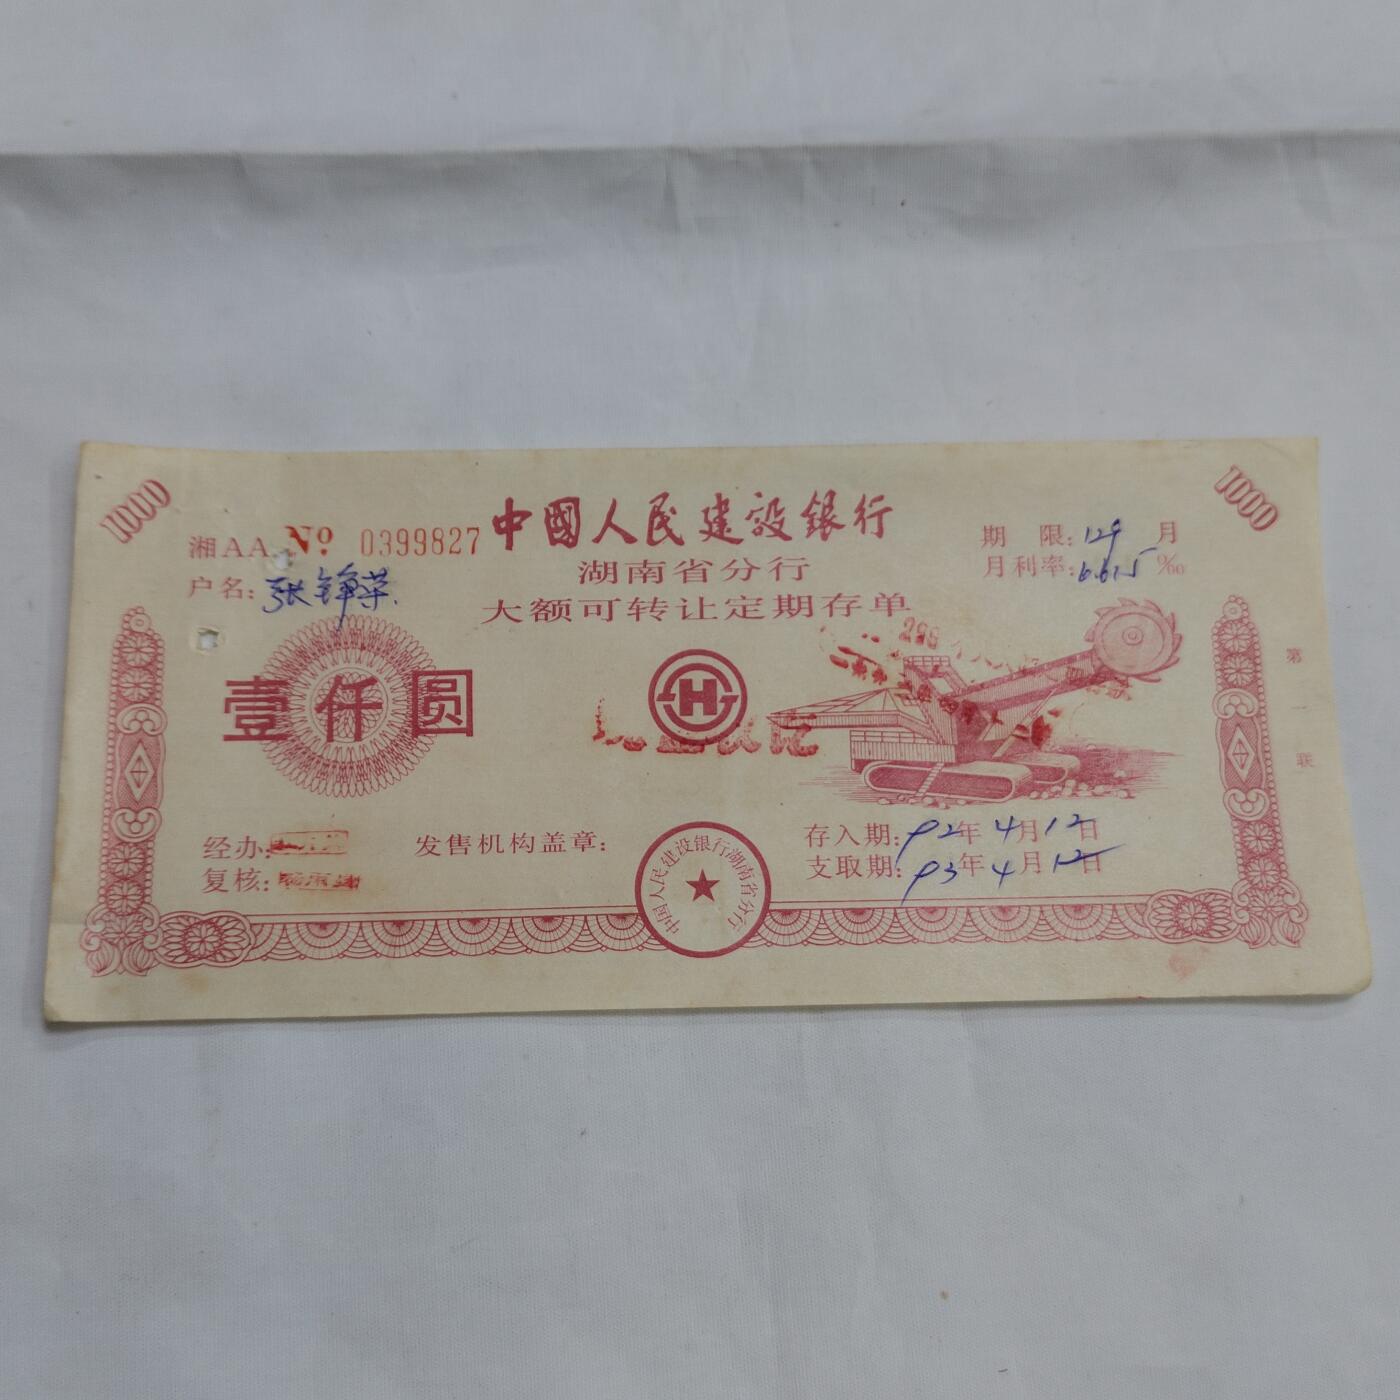 1000
1000
中國人民建設銀行
湘AA № 0399827
湖南省分行
期 限: 12个 月
户名: 张铮荣
月利率: 6.615 ‰
大额可转让定期存单
壹仟圆
第一联
经办:
发售机构盖章:
存入期: 92年4月12日
复核:
支取期: 93年4月12日
中国人民建设银行湖南省分行